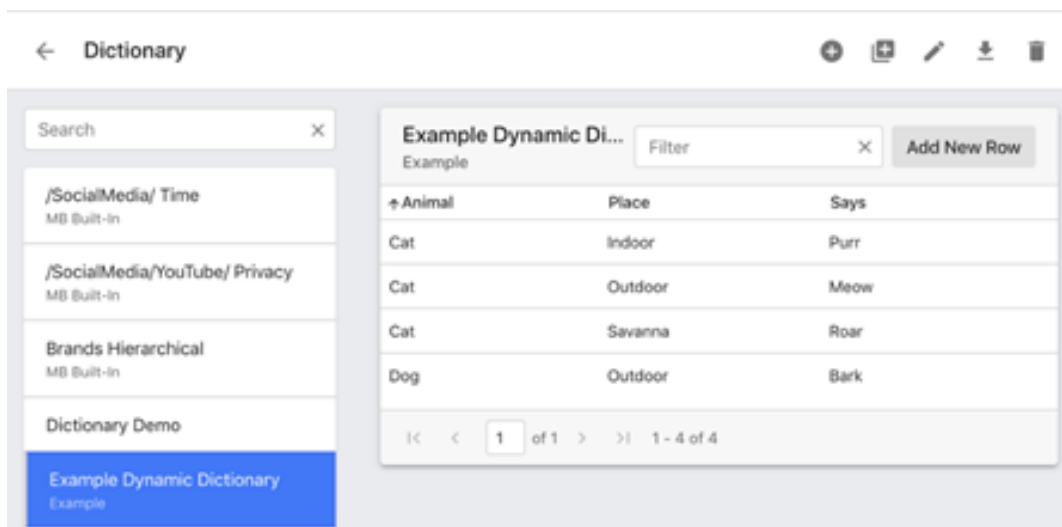 Dictionary
Search
/SocialMedia/ Time
MB Built-In
/SocialMedia/YouTube/ Privacy
MB Built-In
Brands Hierarchical
MB Built-In
Dictionary Demo
Example Dynamic Dictionary
Example
Example Dynamic Di...
Example
Filter
Add New Row
Animal Place Says
Cat Indoor Purr
Cat Outdoor Meow
Cat Savanna Roar
Dog Outdoor Bark
1 of 1 1 - 4 of 4